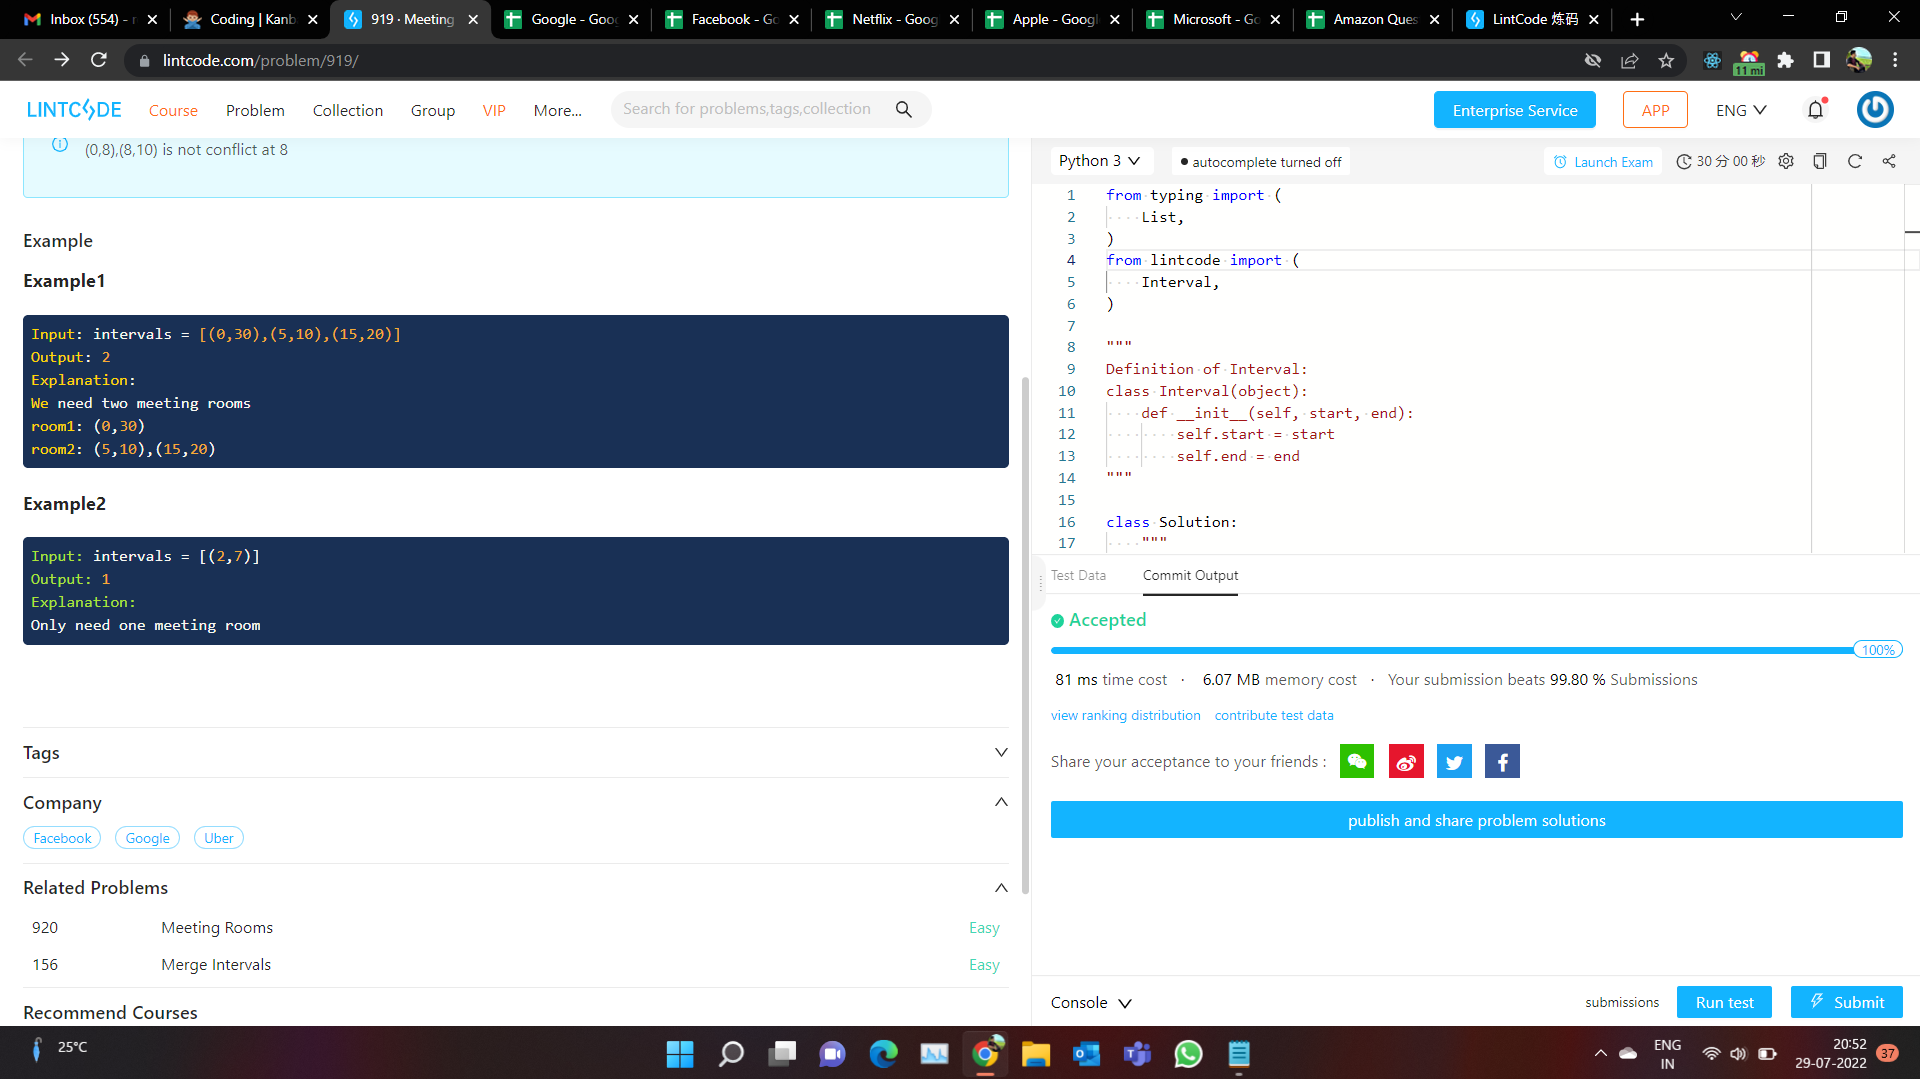 Inbox (554) -
Coding | Kanb
919 · Meeting
Google - Goog
Facebook - Go
Netflix - Goog
Apple - Google
Microsoft - Go
Amazon Ques
LintCode 炼码
lintcode.com/problem/919/
11 mi
LINTCODE
Course
Problem
Collection
Group
VIP
More...
Search for problems,tags,collection
Enterprise Service
APP
ENG
(0,8),(8,10) is not conflict at 8
Example
Example1
Input: intervals = [(0,30),(5,10),(15,20)]
Output: 2
Explanation:
We need two meeting rooms
room1: (0,30)
room2: (5,10),(15,20)
Example2
Input: intervals = [(2,7)]
Output: 1
Explanation:
Only need one meeting room
Tags
Company
Facebook Google Uber
Related Problems
920 Meeting Rooms Easy
156 Merge Intervals Easy
Recommend Courses
Python 3
autocomplete turned off
Launch Exam
30 分 00 秒
1 from typing import (
2 List,
3 )
4 from lintcode import (
5 Interval,
6 )
7
8 """
9 Definition of Interval:
10 class Interval(object):
11 def __init__(self, start, end):
12 self.start = start
13 self.end = end
14 """
15
16 class Solution:
17 """
Test Data
Commit Output
Accepted
100%
81 ms time cost · 6.07 MB memory cost · Your submission beats 99.80 % Submissions
view ranking distribution contribute test data
Share your acceptance to your friends :
publish and share problem solutions
Console
submissions
Run test
Submit
25°C
ENG
IN
20:52
29-07-2022
37